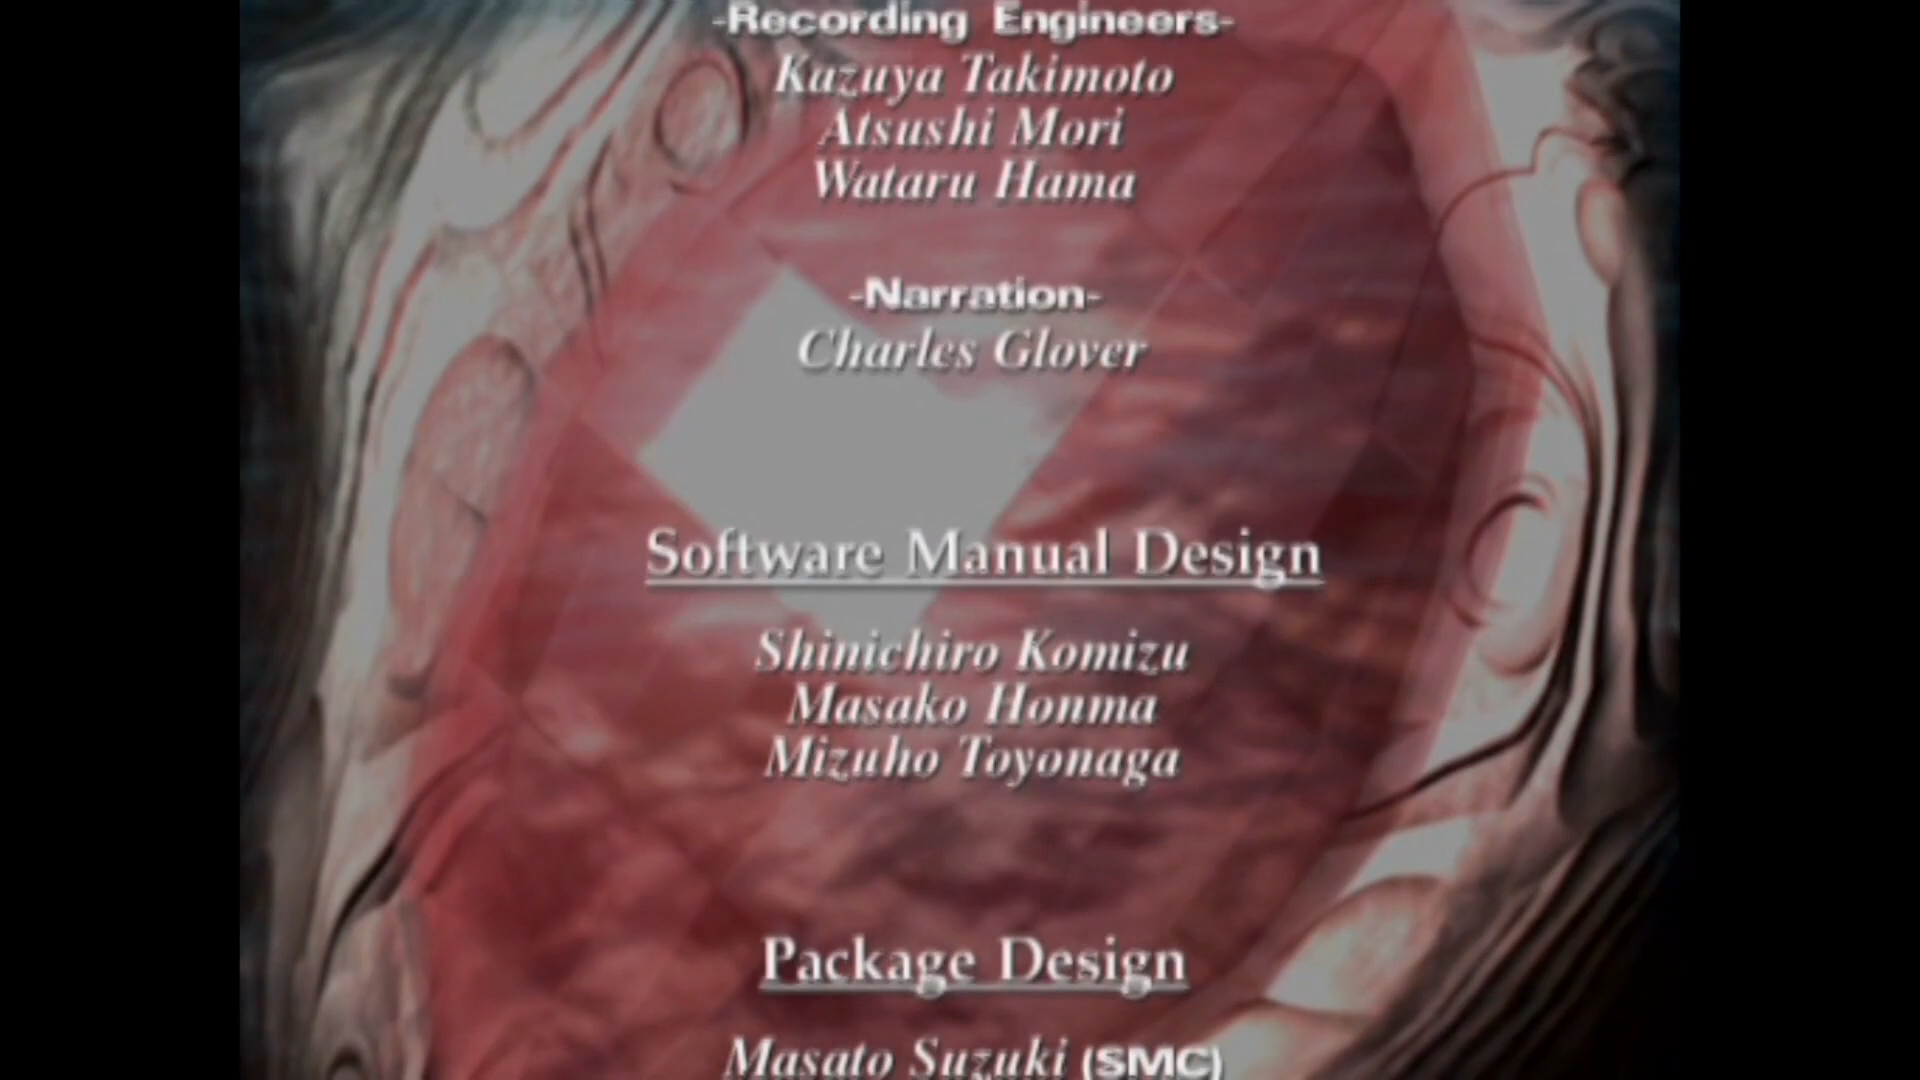 -Recording Engineers-
Kazuya Takimoto
Atsushi Mori
Wataru Hama
-Narration-
Charles Glover
Software Manual Design
Shinichiro Komizu
Masako Honma
Mizuho Toyonaga
Package Design
Masato Suzuki (SMC)